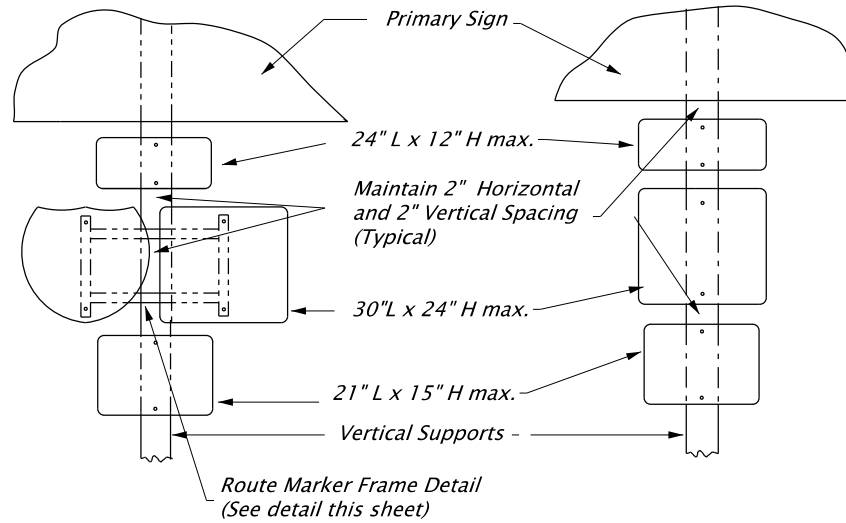 Primary Sign
24" L x 12" H max.
Maintain 2" Horizontal
and 2" Vertical Spacing
(Typical)
30"L x 24" H max.
21" L x 15" H max.
Vertical Supports
Route Marker Frame Detail
(See detail this sheet)